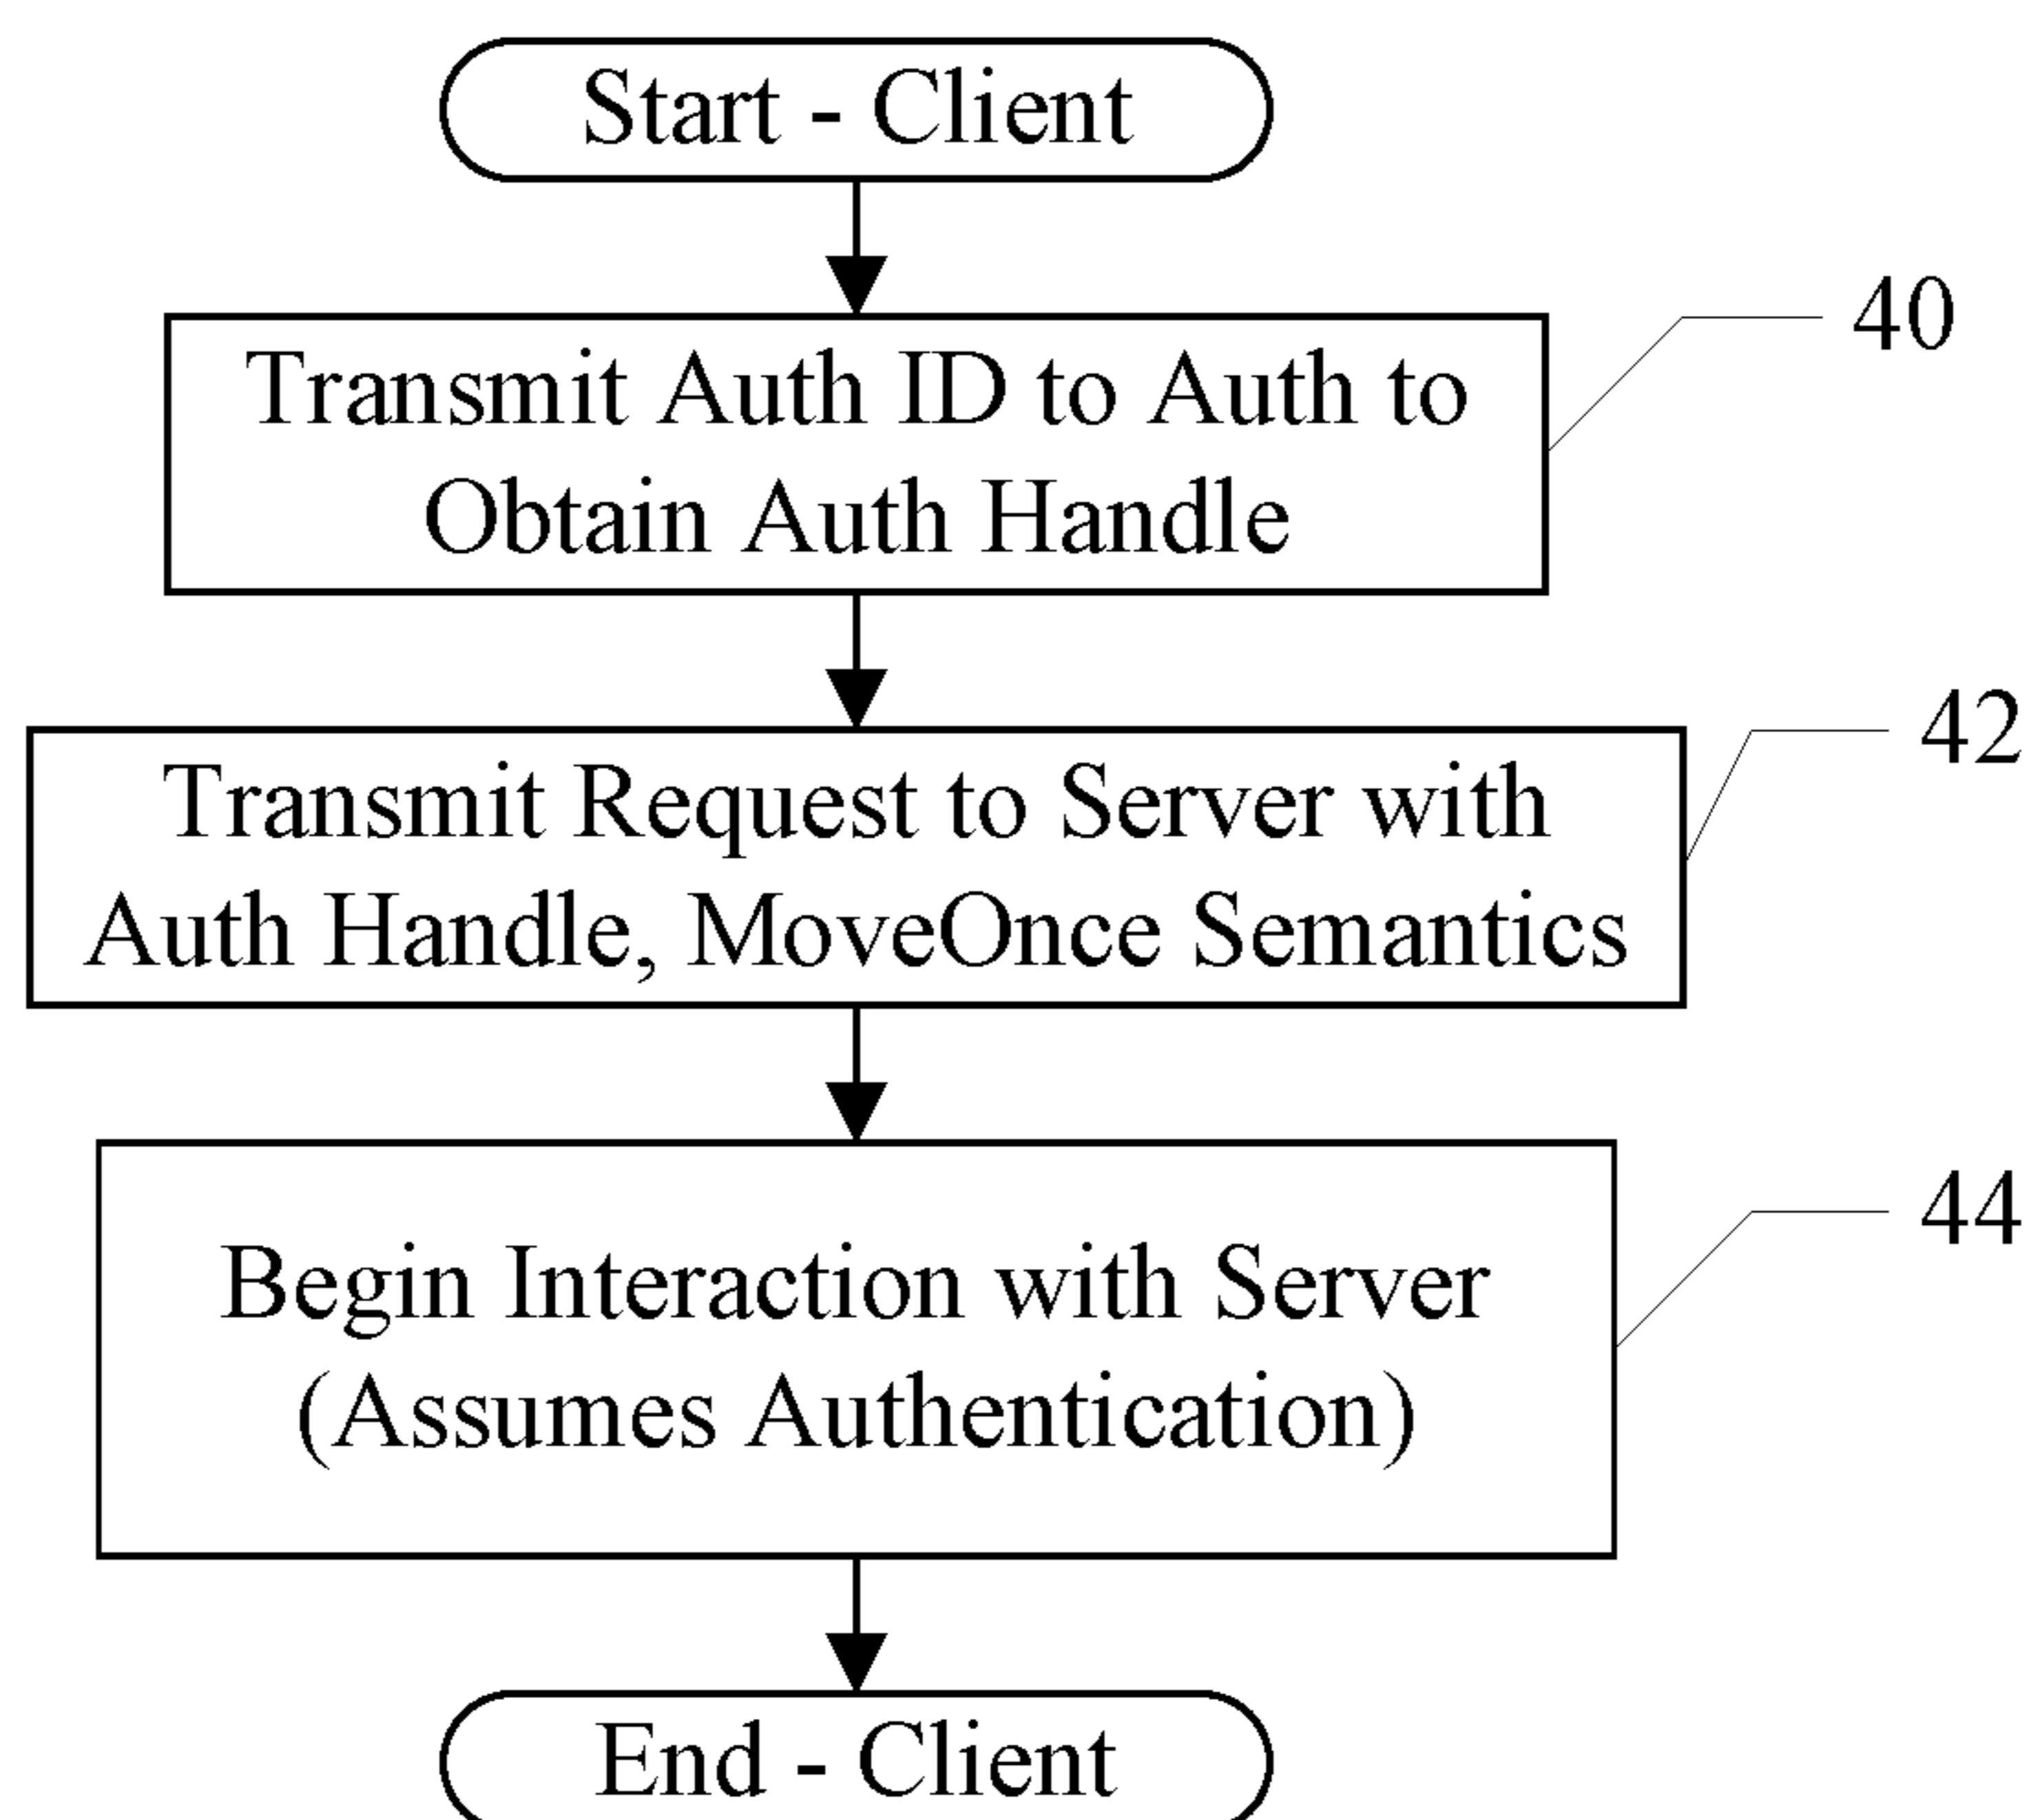 Start - Client
40
Transmit Auth ID to Auth to
Obtain Auth Handle
42
Transmit Request to Server with
Auth Handle, MoveOnce Semantics
44
Begin Interaction with Server
(Assumes Authentication)
End - Client